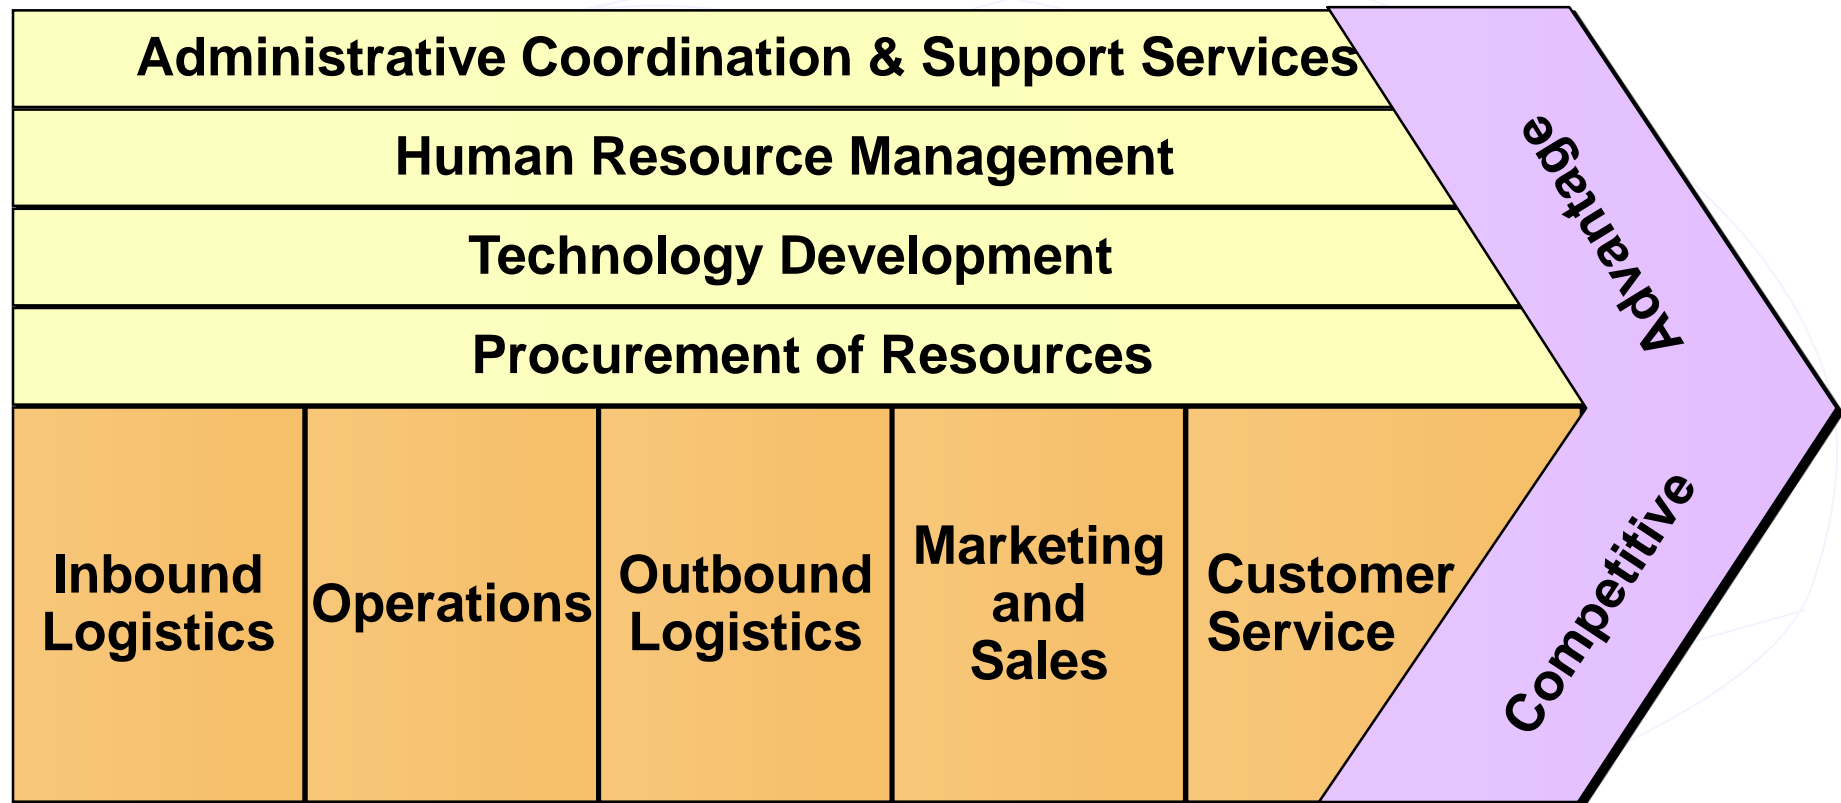 Administrative Coordination & Support Services
Human Resource Management
Technology Development
Procurement of Resources
Inbound
Logistics
Operations
Outbound
Logistics
Marketing
and
Sales
Customer
Service
Competitive
Advantage